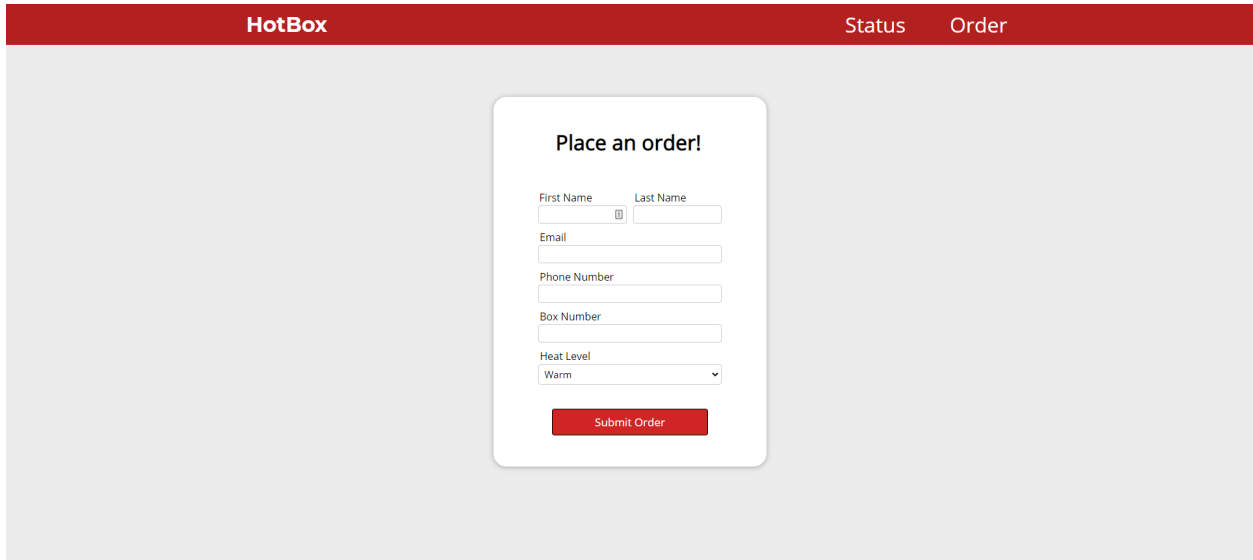 HotBox Status Order
Place an order!
First Name Last Name
Email
Phone Number
Box Number
Heat Level
Warm
Submit Order